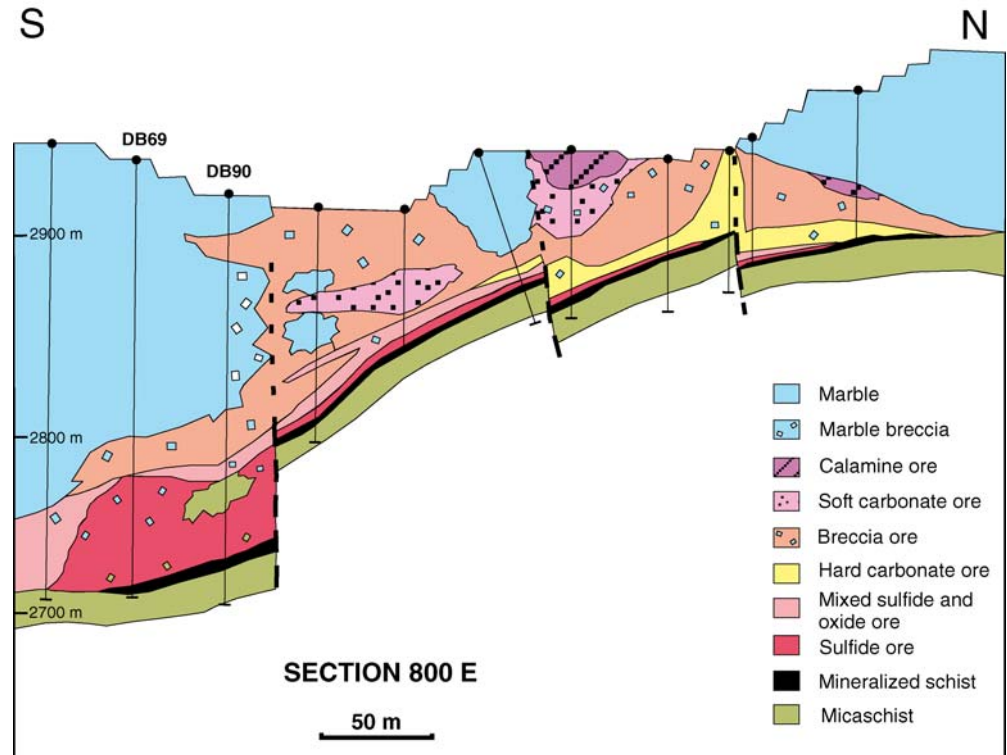 S
N
DB69
DB90
2900 m
2800 m
2700 m
Marble
Marble breccia
Calamine ore
Soft carbonate ore
Breccia ore
Hard carbonate ore
Mixed sulfide and
oxide ore
Sulfide ore
Mineralized schist
Micaschist
SECTION 800 E
50 m